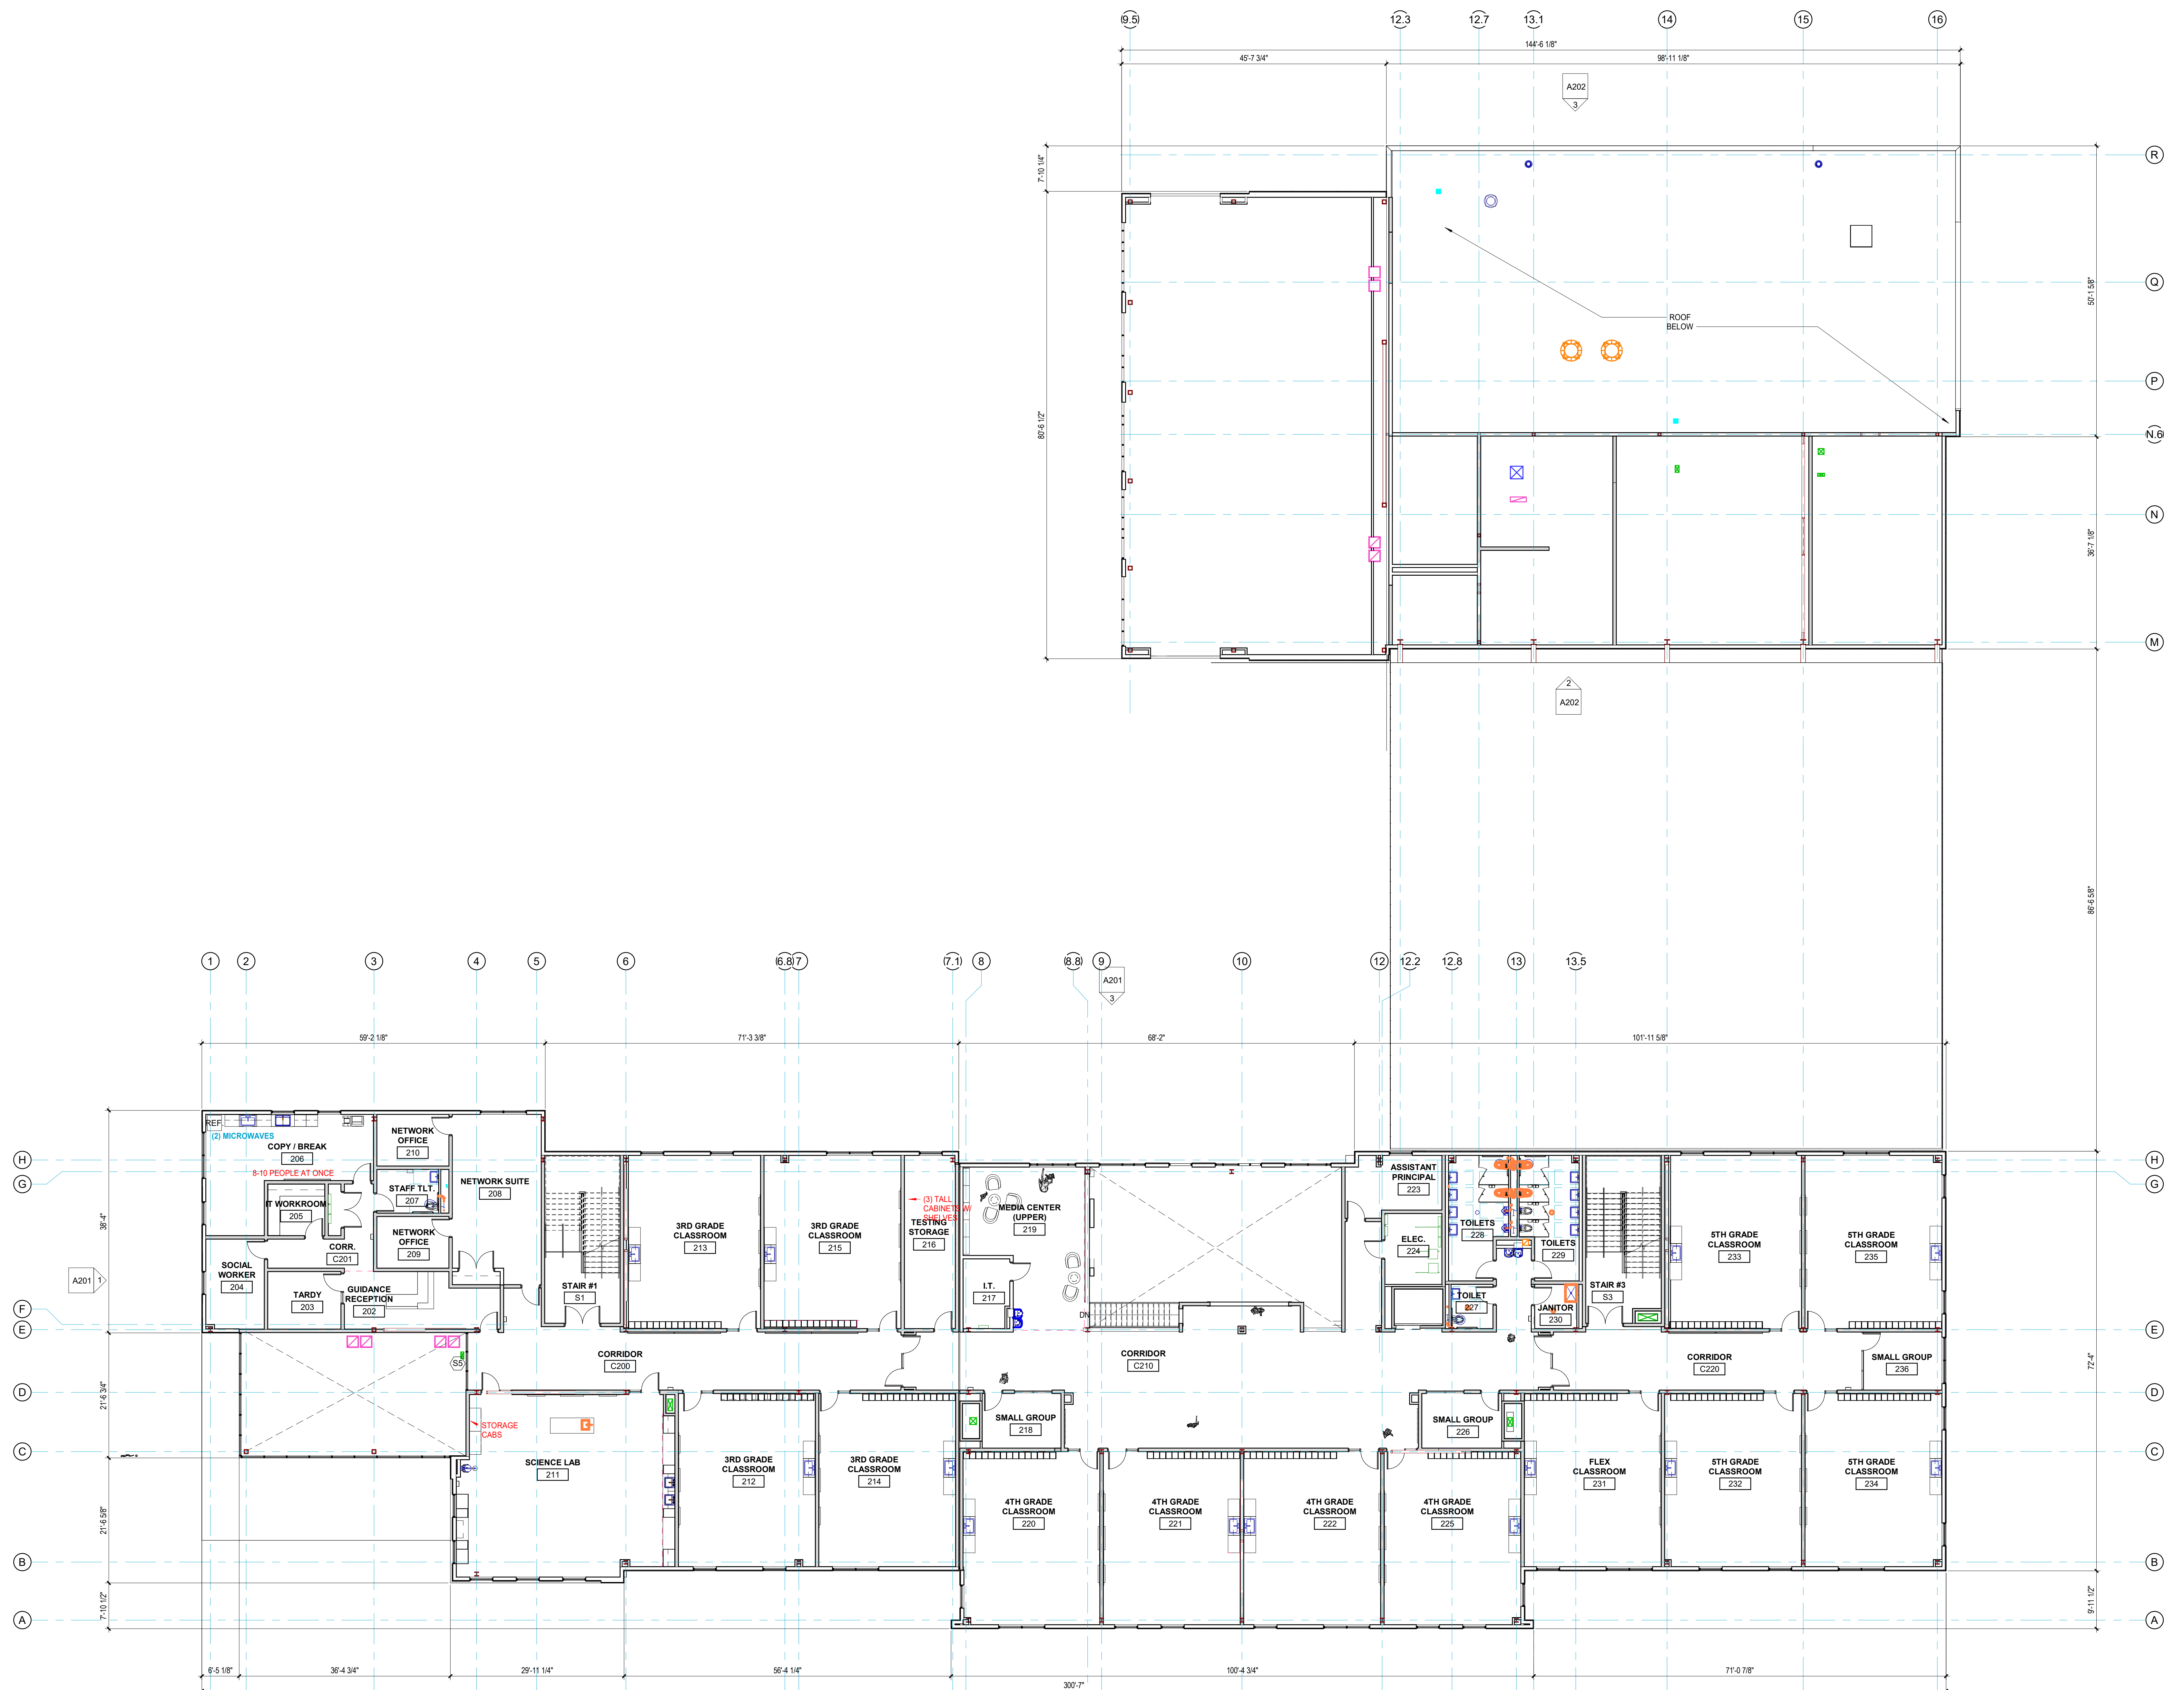 (9.5)
12.3
12.7
13.1
14
15
16
144'-6 1/8"
45'-7 3/4"
98'-11 1/8"
A202
3
R
7'-10 1/4"
50'-1 5/8"
Q
ROOF
BELOW
P
80'-6 1/2"
N.6
N
36'-7 1/8"
M
2
A202
86'-6 5/8"
1
2
3
4
5
6
(6.8)
7
(7.1)
8
(8.8)
9
10
12
12.2
12.8
13
13.5
A201
3
59'-2 1/8"
71'-3 3/8"
68'-2"
101'-11 5/8"
REF.
(2) MICROWAVES
COPY / BREAK
206
8-10 PEOPLE AT ONCE
NETWORK
OFFICE
210
STAFF TLT.
207
NETWORK SUITE
208
IT WORKROOM
205
NETWORK
OFFICE
209
CORR.
C201
SOCIAL
WORKER
204
TARDY
203
GUIDANCE
RECEPTION
202
STAIR #1
S1
3RD GRADE
CLASSROOM
213
3RD GRADE
CLASSROOM
215
(3) TALL
CABINETS W/
SHELVES
TESTING
STORAGE
216
MEDIA CENTER
(UPPER)
219
I.T.
217
DN
ASSISTANT
PRINCIPAL
223
ELEC.
224
TOILETS
228
TOILETS
229
TOILET
227
JANITOR
230
STAIR #3
S3
5TH GRADE
CLASSROOM
233
5TH GRADE
CLASSROOM
235
H
G
F
E
D
C
B
A
H
G
E
D
C
B
A
38'-4"
A201
1
21'-6 3/4"
21'-6 5/8"
7'-10 1/2"
72'-4"
9'-11 1/2"
S5
CORRIDOR
C200
CORRIDOR
C210
CORRIDOR
C220
SMALL GROUP
236
STORAGE
CABS
SCIENCE LAB
211
3RD GRADE
CLASSROOM
212
3RD GRADE
CLASSROOM
214
SMALL GROUP
218
SMALL GROUP
226
4TH GRADE
CLASSROOM
220
4TH GRADE
CLASSROOM
221
4TH GRADE
CLASSROOM
222
4TH GRADE
CLASSROOM
225
FLEX
CLASSROOM
231
5TH GRADE
CLASSROOM
232
5TH GRADE
CLASSROOM
234
6'-5 1/8"
36'-4 3/4"
29'-11 1/4"
56'-4 1/4"
100'-4 3/4"
71'-0 7/8"
300'-7"